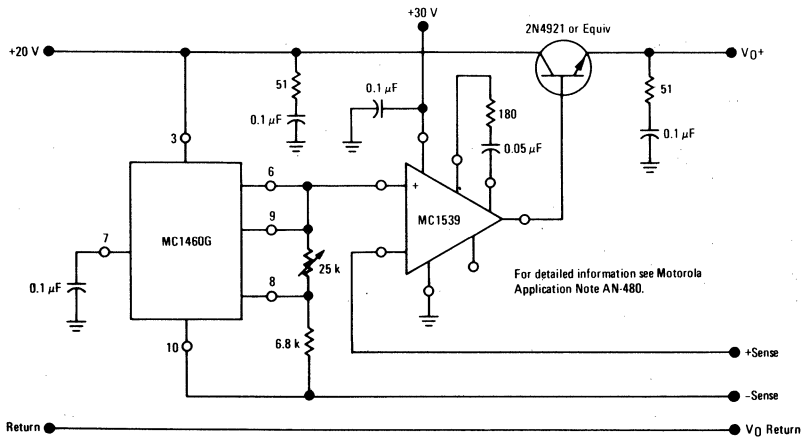 +30 V
2N4921 or Equiv
+20 V
V₀+
51
0.1 μF
0.1 μF
180
0.05 μF
51
0.1 μF
3
6
+
MC1539
9
MC1460G
7
25 k
8
0.1 μF
For detailed information see Motorola
Application Note AN-480.
6.8 k
10
+Sense
−Sense
Return
V₀ Return